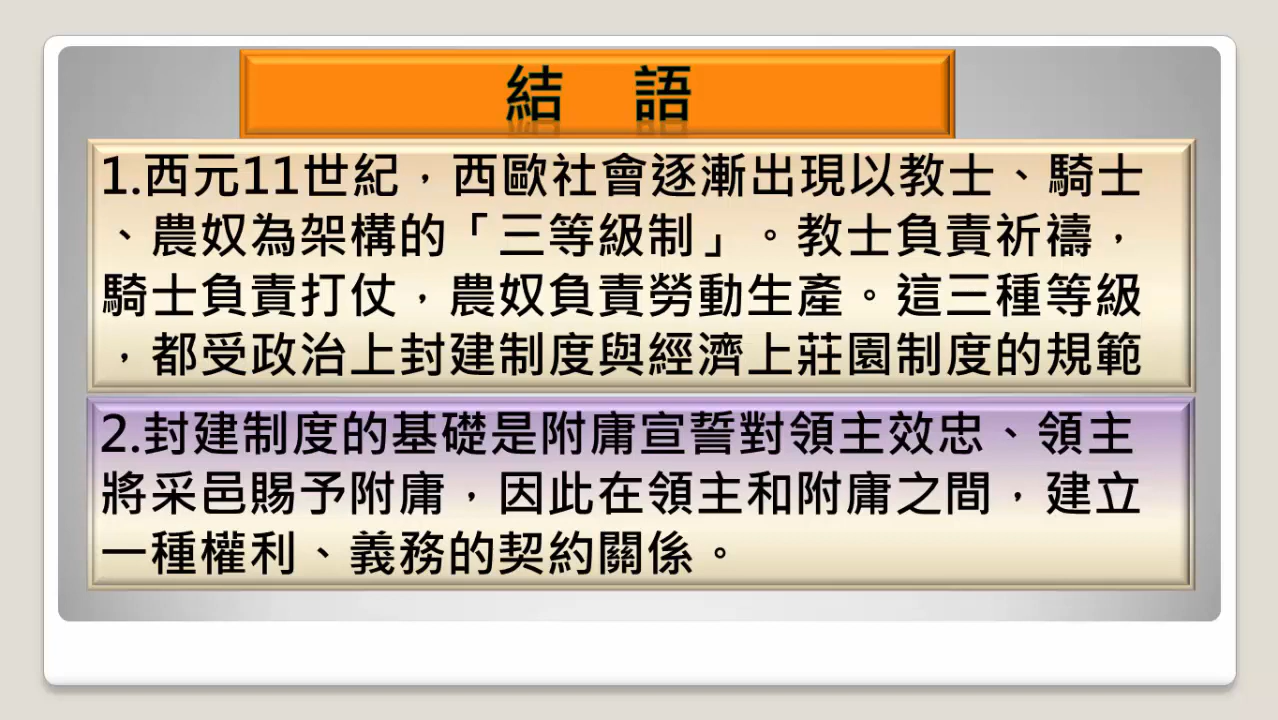 結　語
1.西元11世紀，西歐社會逐漸出現以教士、騎士
、農奴為架構的「三等級制」。教士負責祈禱，
騎士負責打仗，農奴負責勞動生產。這三種等級
，都受政治上封建制度與經濟上莊園制度的規範
2.封建制度的基礎是附庸宣誓對領主效忠、領主
將采邑賜予附庸，因此在領主和附庸之間，建立
一種權利、義務的契約關係。